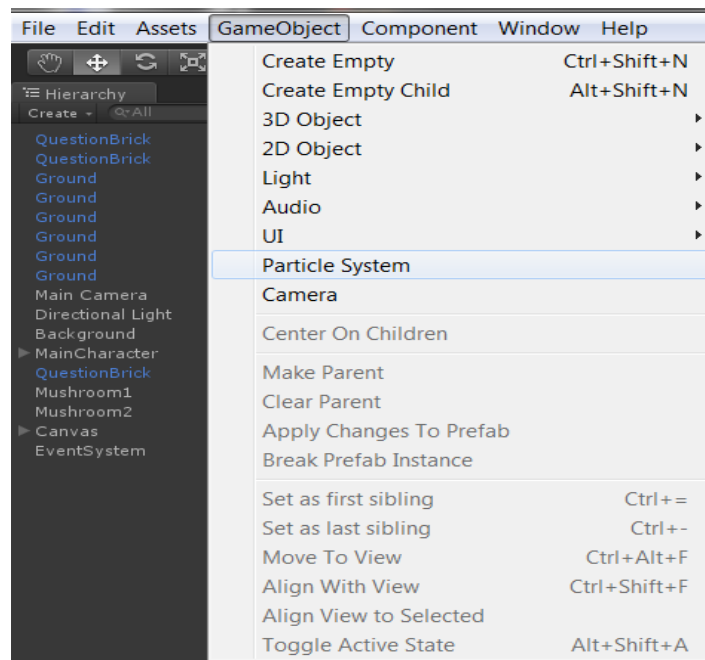 File Edit Assets GameObject Component Window Help
Hierarchy
Create All
QuestionBrick
QuestionBrick
Ground
Ground
Ground
Ground
Ground
Ground
Main Camera
Directional Light
Background
MainCharacter
QuestionBrick
Mushroom1
Mushroom2
Canvas
EventSystem
Create Empty Ctrl+Shift+N
Create Empty Child Alt+Shift+N
3D Object
2D Object
Light
Audio
UI
Particle System
Camera
Center On Children
Make Parent
Clear Parent
Apply Changes To Prefab
Break Prefab Instance
Set as first sibling Ctrl+=
Set as last sibling Ctrl+-
Move To View Ctrl+Alt+F
Align With View Ctrl+Shift+F
Align View to Selected
Toggle Active State Alt+Shift+A